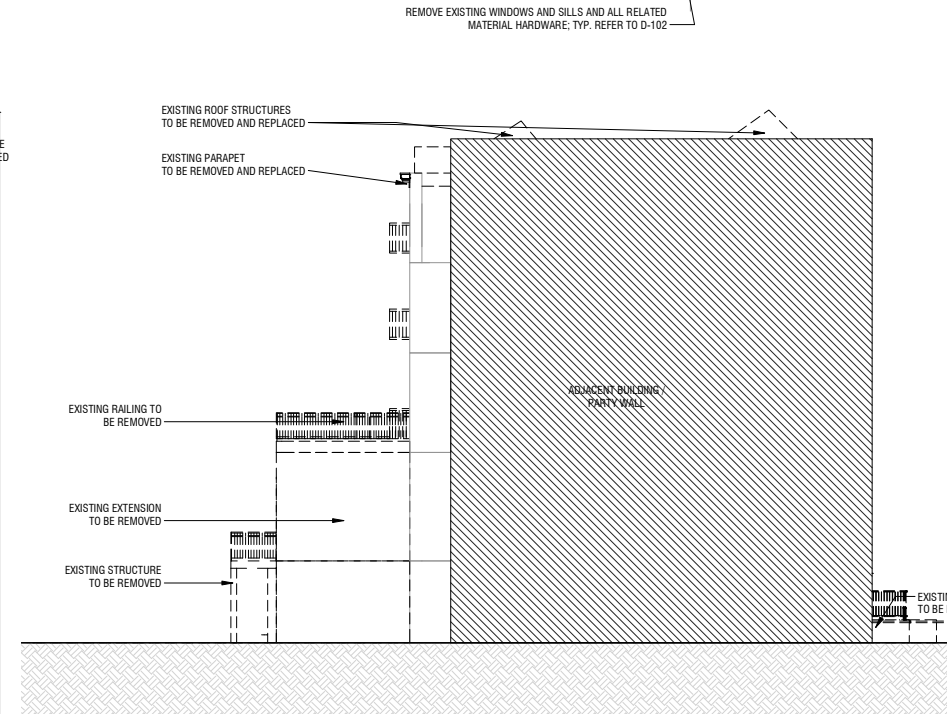 REMOVE EXISTING WINDOWS AND SILLS AND ALL RELATED
MATERIAL HARDWARE; TYP. REFER TO D-102
EXISTING ROOF STRUCTURES
TO BE REMOVED AND REPLACED
EXISTING PARAPET
TO BE REMOVED AND REPLACED
ADJACENT BUILDING /
PARTY WALL
EXISTING RAILING TO
BE REMOVED
EXISTING EXTENSION
TO BE REMOVED
EXISTING STRUCTURE
TO BE REMOVED
TO BE